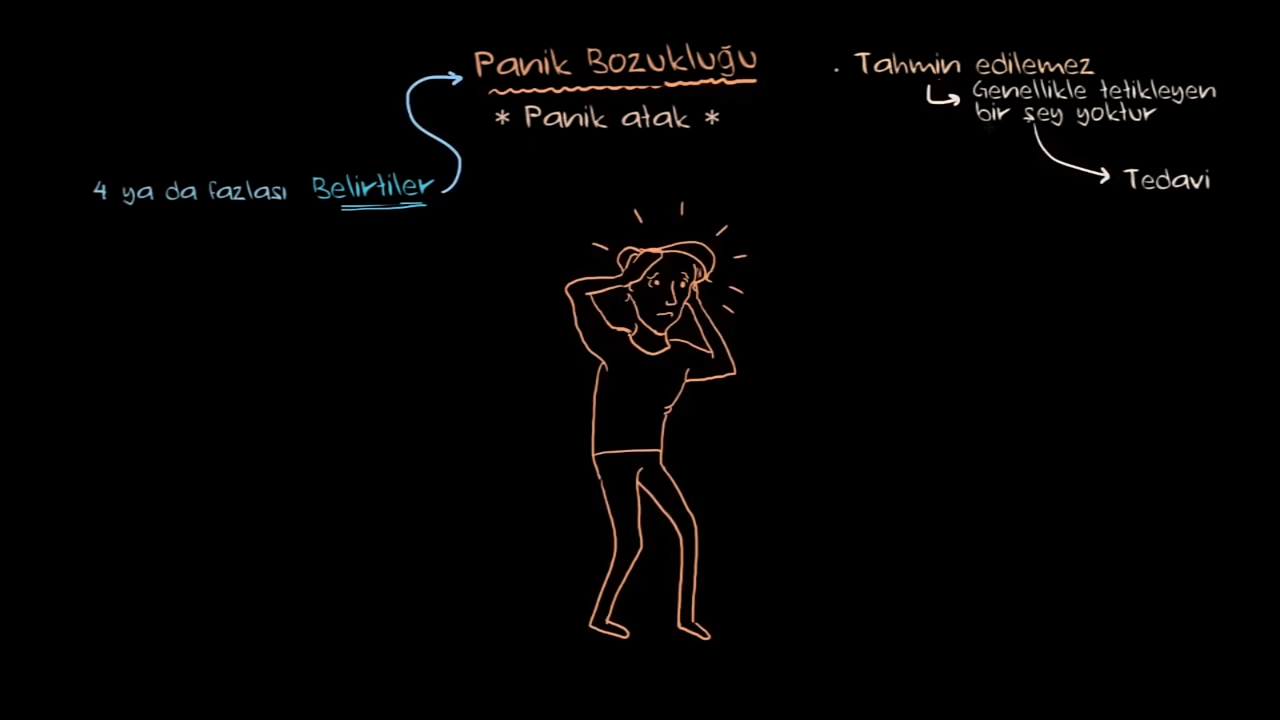 Panik Bozukluğu
* Panik atak *
4 ya da fazlası Belirtiler
. Tahmin edilemez
Genellikle tetikleyen
bir şey yoktur
Tedavi